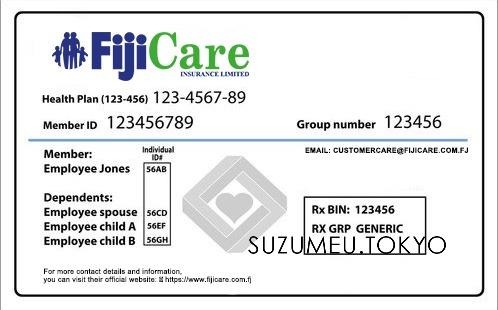 FijiCare
INSURANCE LIMITED
Health Plan (123-456) 123-4567-89
Member ID 123456789
Group number 123456
EMAIL: CUSTOMERCARE@FIJICARE.COM.FJ
Individual
ID#
Member:
Employee Jones 56AB
Dependents:
Employee spouse 56CD
Employee child A 56EF
Employee child B 56GH
Rx BIN: 123456
RX GRP GENERIC
SUZUMEU.TOKYO
For more contact details and information,
you can visit their official website: https://www.fijicare.com.fj